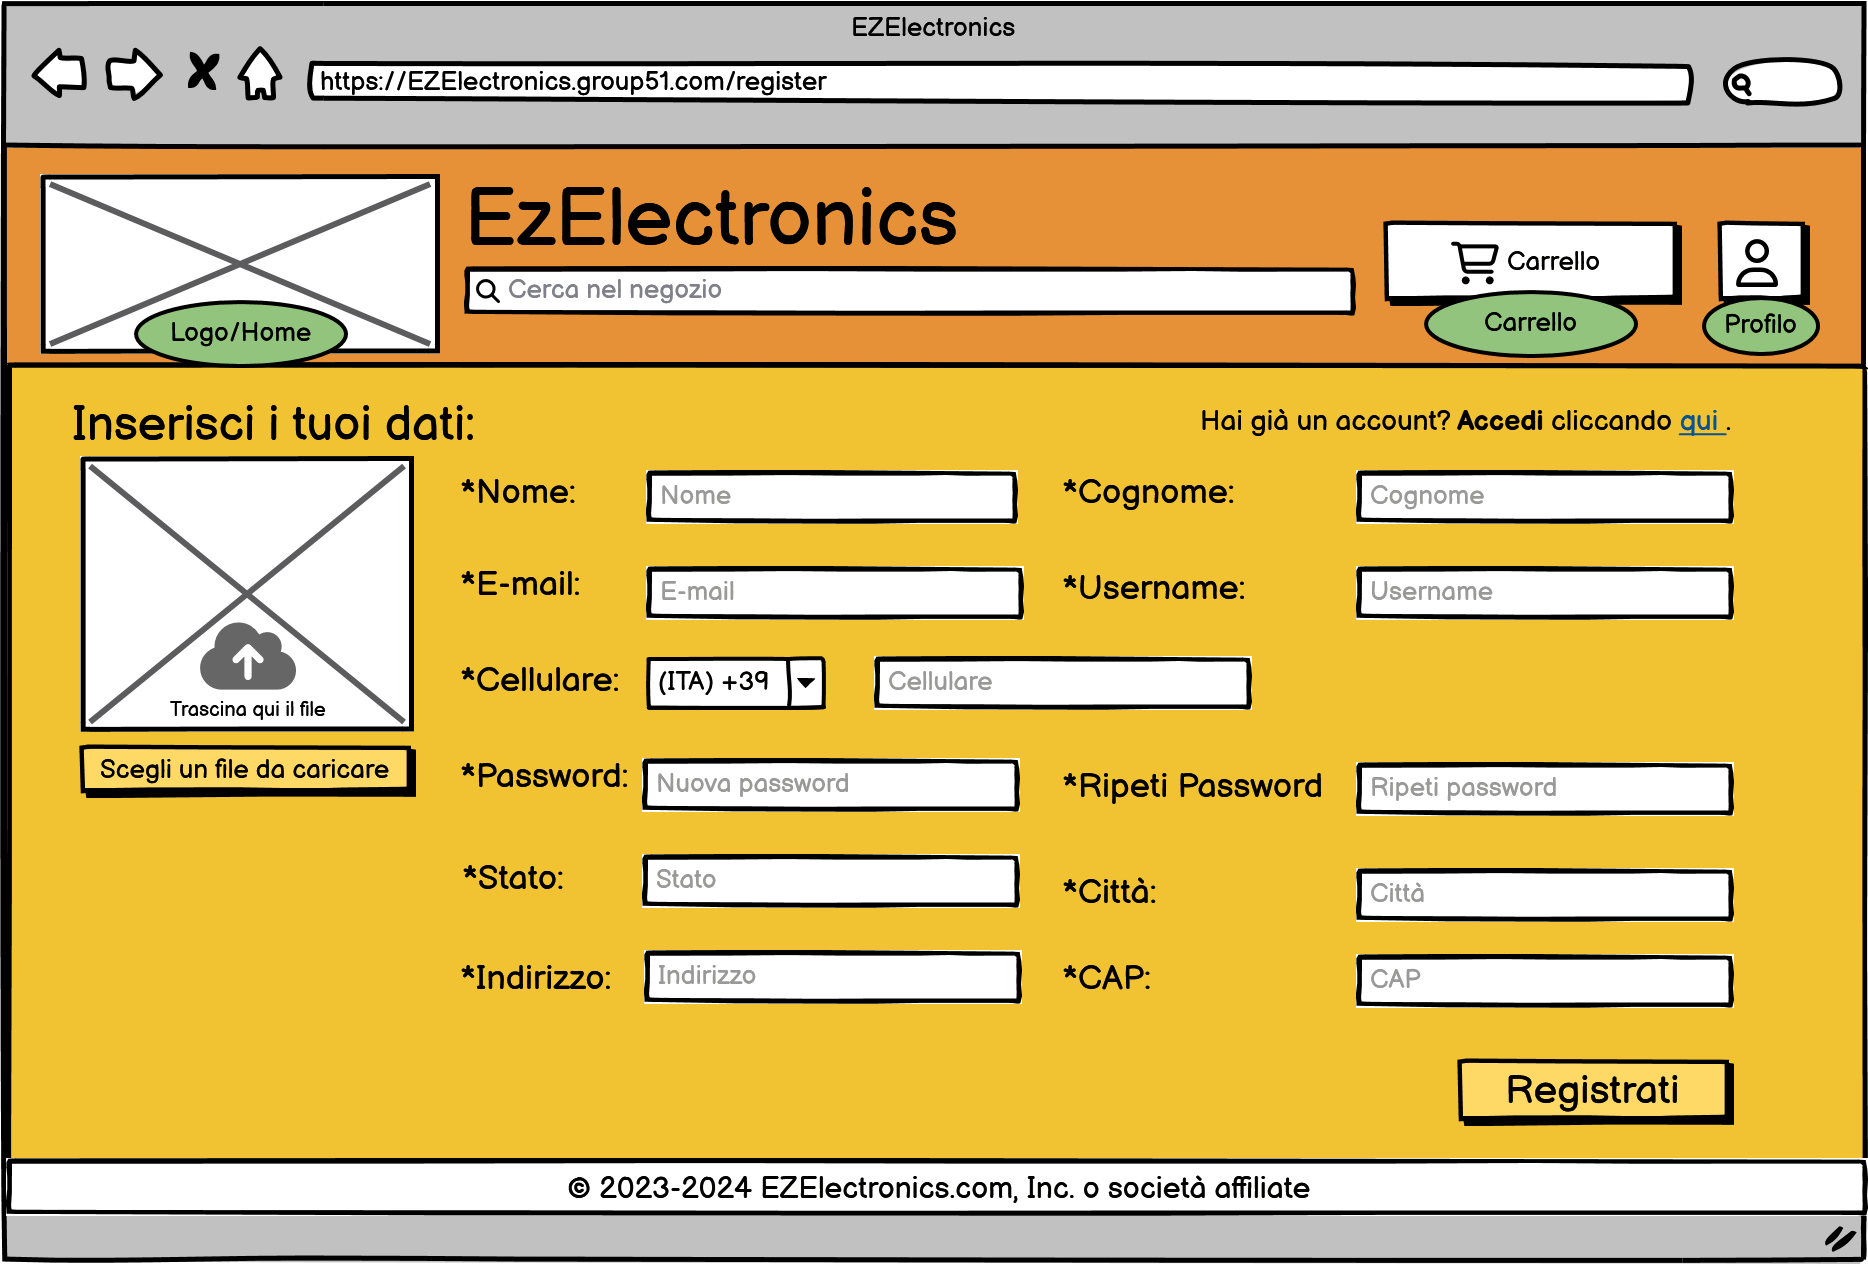 EZElectronics
https://EZElectronics.group51.com/register
EzElectronics
Cerca nel negozio
Carrello
Logo/Home
Carrello
Profilo
Inserisci i tuoi dati:
Hai già un account? Accedi cliccando qui .
*Nome:
Nome
*Cognome:
Cognome
*E-mail:
E-mail
*Username:
Username
*Cellulare:
(ITA) +39
Cellulare
Trascina qui il file
Scegli un file da caricare
*Password:
Nuova password
*Ripeti Password
Ripeti password
*Stato:
Stato
*Città:
Città
*Indirizzo:
Indirizzo
*CAP:
CAP
Registrati
© 2023-2024 EZElectronics.com, Inc. o società affiliate